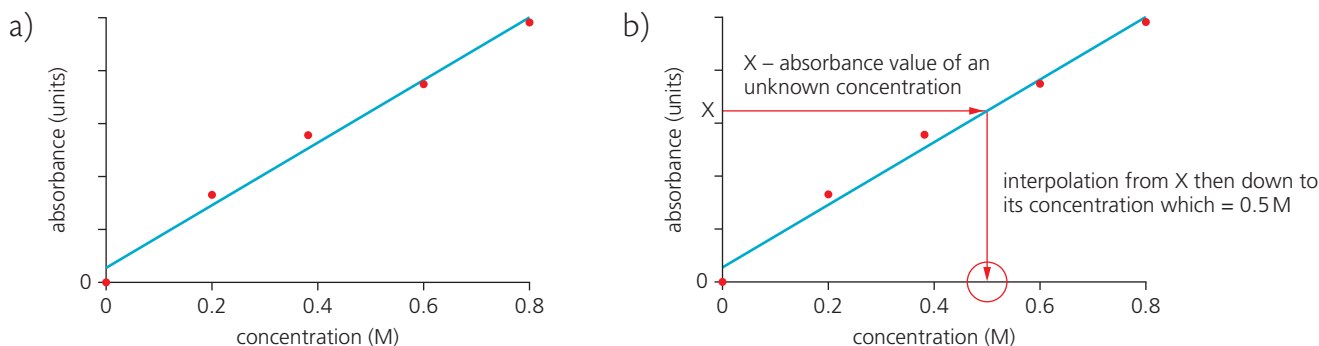 a)
absorbance (units)
0
0
0.2
0.4
0.6
0.8
concentration (M)
b)
absorbance (units)
X
0
X – absorbance value of an
unknown concentration
interpolation from X then down to
its concentration which = 0.5 M
0
0.2
0.4
0.6
0.8
concentration (M)